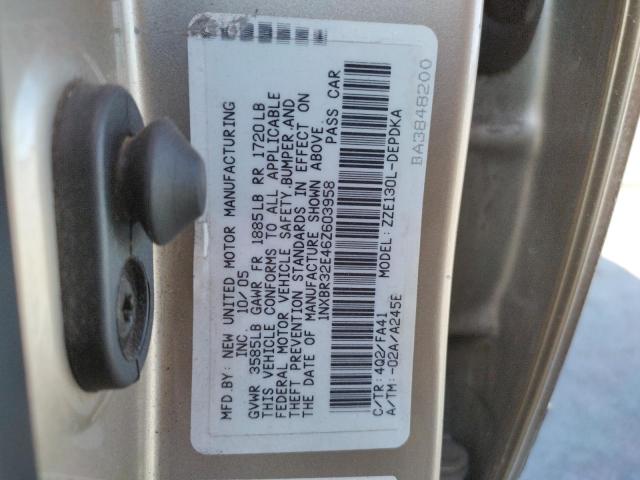 MFD.BY: NEW UNITED MOTOR MANUFACTURING
INC 10/05
GVWR 3585LB GAWR FR 1885LB RR 1720LB
THIS VEHICLE CONFORMS TO ALL APPLICABLE
FEDERAL MOTOR VEHICLE SAFETY,BUMPER,AND
THEFT PREVENTION STANDARDS IN EFFECT ON
THE DATE OF MANUFACTURE SHOWN ABOVE
1NXBR32E46Z603958 PASS CAR
C/TR:4Q2/FA41 MODEL:ZZE130L-DEPDKA
A/TM:-02A/A245E
BA3848200